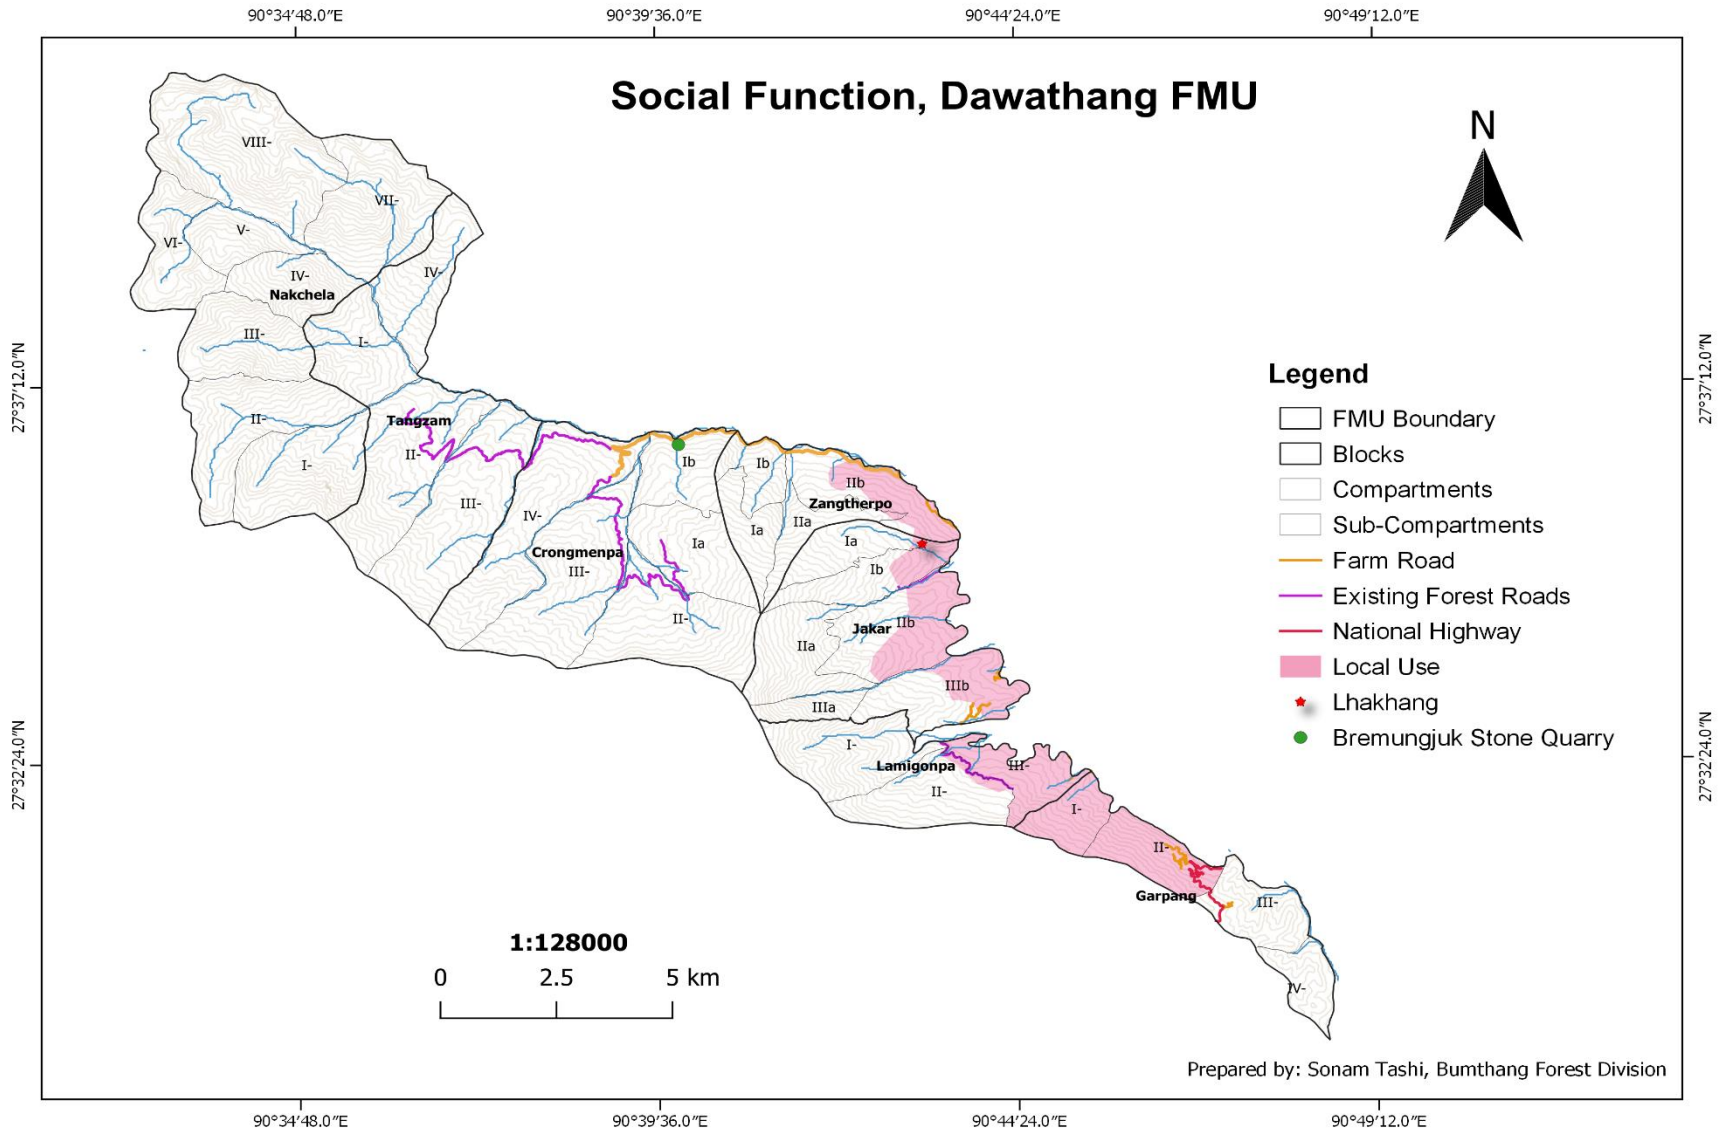 90°34′48.0″E 90°39′36.0″E 90°44′24.0″E 90°49′12.0″E
Social Function, Dawathang FMU
N
VIII-
VII-
V-
VI-
IV-
IV-
Nakchela
III-
I-
27°37′12.0″N
27°37′12.0″N
II-
Tangzam
II-
I-
III-
IV-
Crongmenpa
III-
Ib
Ia
II-
Ib
IIb
Zangtherpo
IIa
Ia
Ia
Ib
IIb
Jakar
IIa
IIIb
IIIa
I-
Lamigonpa
III-
II-
I-
II-
Garpang
III-
IV-
27°32′24.0″N
27°32′24.0″N
Legend
FMU Boundary
Blocks
Compartments
Sub-Compartments
Farm Road
Existing Forest Roads
National Highway
Local Use
Lhakhang
Bremungjuk Stone Quarry
1:128000
0 2.5 5 km
Prepared by: Sonam Tashi, Bumthang Forest Division
90°34′48.0″E 90°39′36.0″E 90°44′24.0″E 90°49′12.0″E